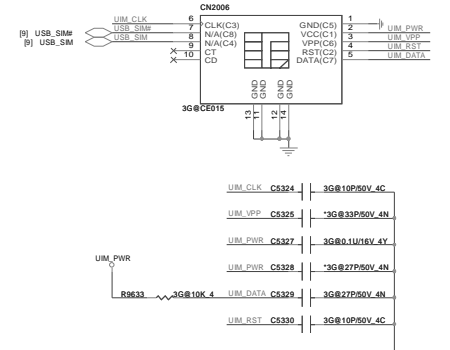 CN2006
UIM_CLK 6 CLK(C3) GND(C5) 1
[9] USB_SIM# USB_SIM# 7 N/A(C8) VCC(C1) 2 UIM_PWR
[9] USB_SIM USB_SIM 8 N/A(C4) VPP(C6) 3 UIM_VPP
9 CT RST(C2) 4 UIM_RST
10 CD DATA(C7) 5 UIM_DATA
GND GND GND GND
3G@CE015
13 11 12 14
UIM_CLK C5324 3G@10P/50V_4C
UIM_VPP C5325 *3G@33P/50V_4N
UIM_PWR C5327 3G@0.1U/16V_4Y
UIM_PWR
UIM_PWR C5328 *3G@27P/50V_4N
R9633 3G@10K_4 UIM_DATA C5329 3G@27P/50V_4N
UIM_RST C5330 3G@10P/50V_4C